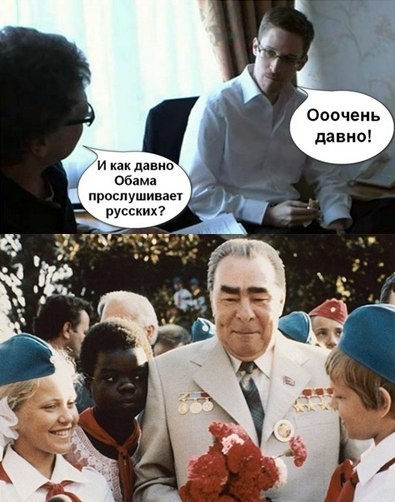 Ооочень
давно!
И как давно
Обама
прослушивает
русских?